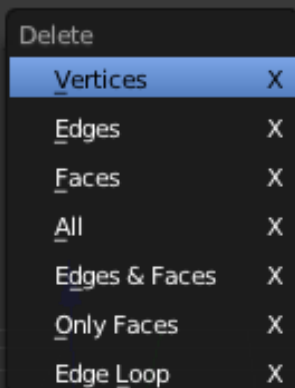 Delete
Vertices X
Edges X
Faces X
All X
Edges & Faces X
Only Faces X
Edge Loop X